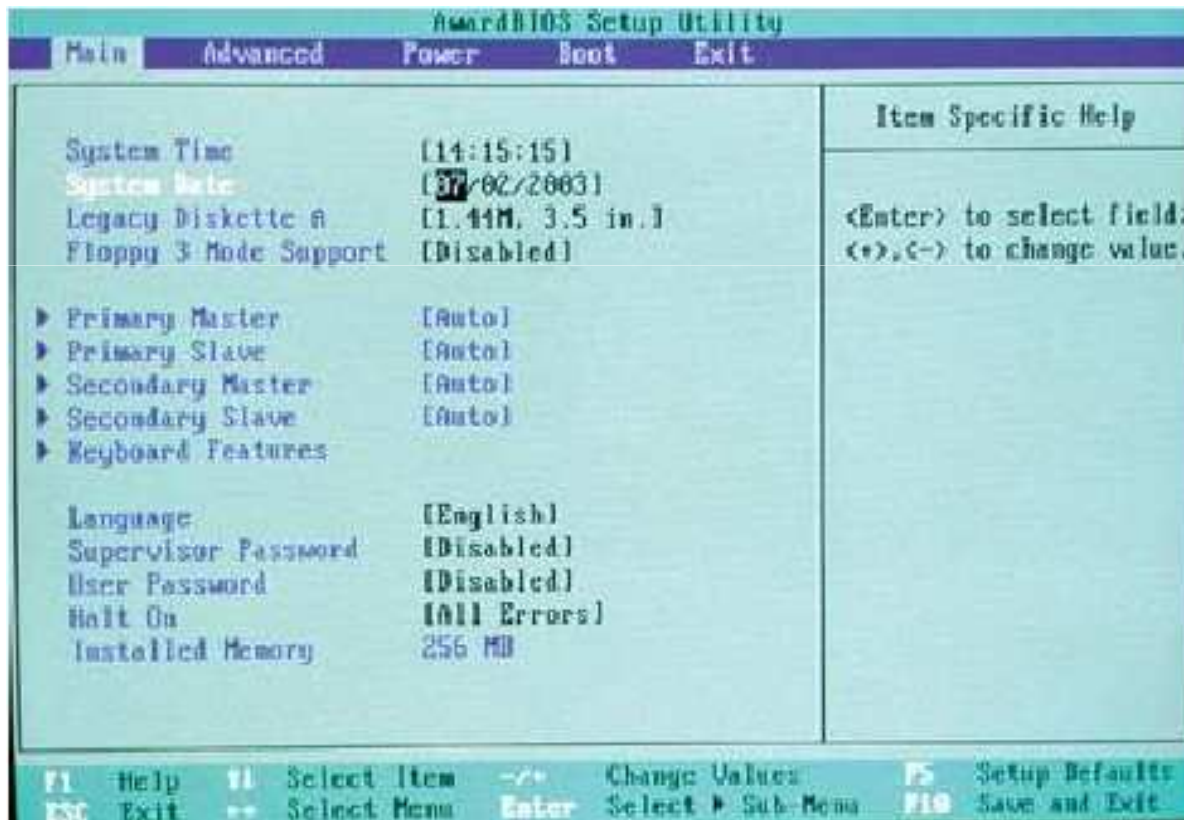 AwardBIOS Setup Utility
Main Advanced Power Boot Exit
Item Specific Help
<Enter> to select field;
<+>,<-> to change value.
System Time [14:15:15]
System Date [07/02/2003]
Legacy Diskette A [1.44M, 3.5 in.]
Floppy 3 Mode Support [Disabled]
Primary Master [Auto]
Primary Slave [Auto]
Secondary Master [Auto]
Secondary Slave [Auto]
Keyboard Features
Language [English]
Supervisor Password [Disabled]
User Password [Disabled]
Halt On [All Errors]
Installed Memory 256 MB
F1 Help ↑↓ Select Item -/+ Change Values F5 Setup Defaults
ESC Exit ←→ Select Menu Enter Select ▶ Sub-Menu F10 Save and Exit